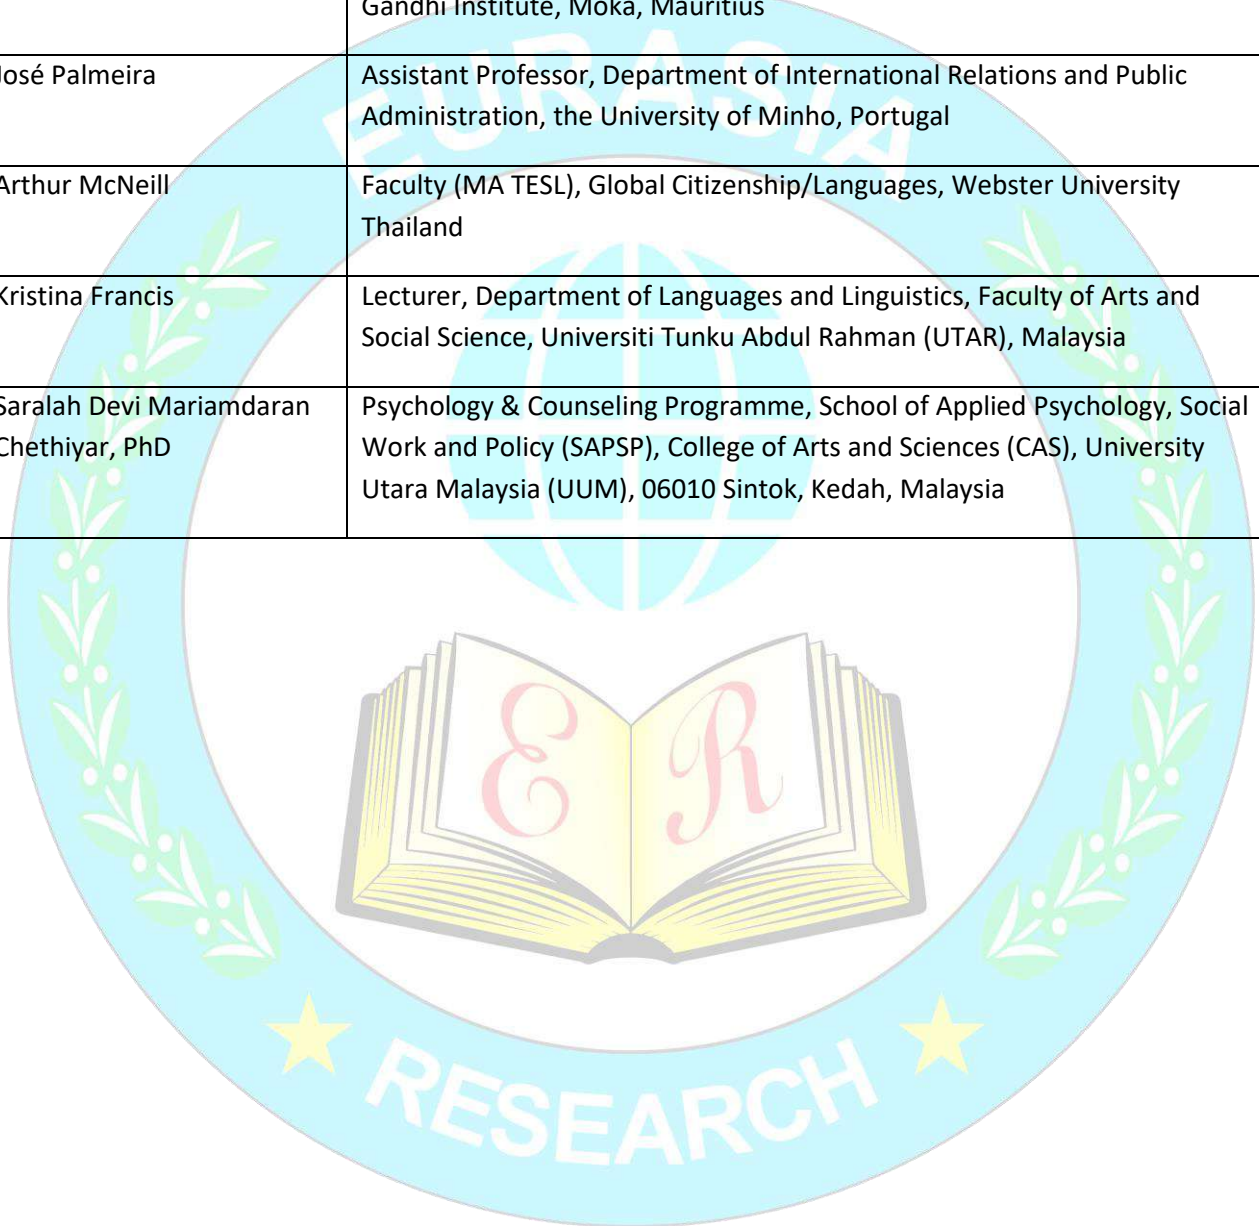 Gandhi Institute, Moka, Mauritius
José Palmeira
Assistant Professor, Department of International Relations and Public
Administration, the University of Minho, Portugal
Arthur McNeill
Faculty (MA TESL), Global Citizenship/Languages, Webster University
Thailand
Kristina Francis
Lecturer, Department of Languages and Linguistics, Faculty of Arts and
Social Science, Universiti Tunku Abdul Rahman (UTAR), Malaysia
Saralah Devi Mariamdaran
Chethiyar, PhD
Psychology & Counseling Programme, School of Applied Psychology, Social
Work and Policy (SAPSP), College of Arts and Sciences (CAS), University
Utara Malaysia (UUM), 06010 Sintok, Kedah, Malaysia
EURASIA
E R
RESEARCH